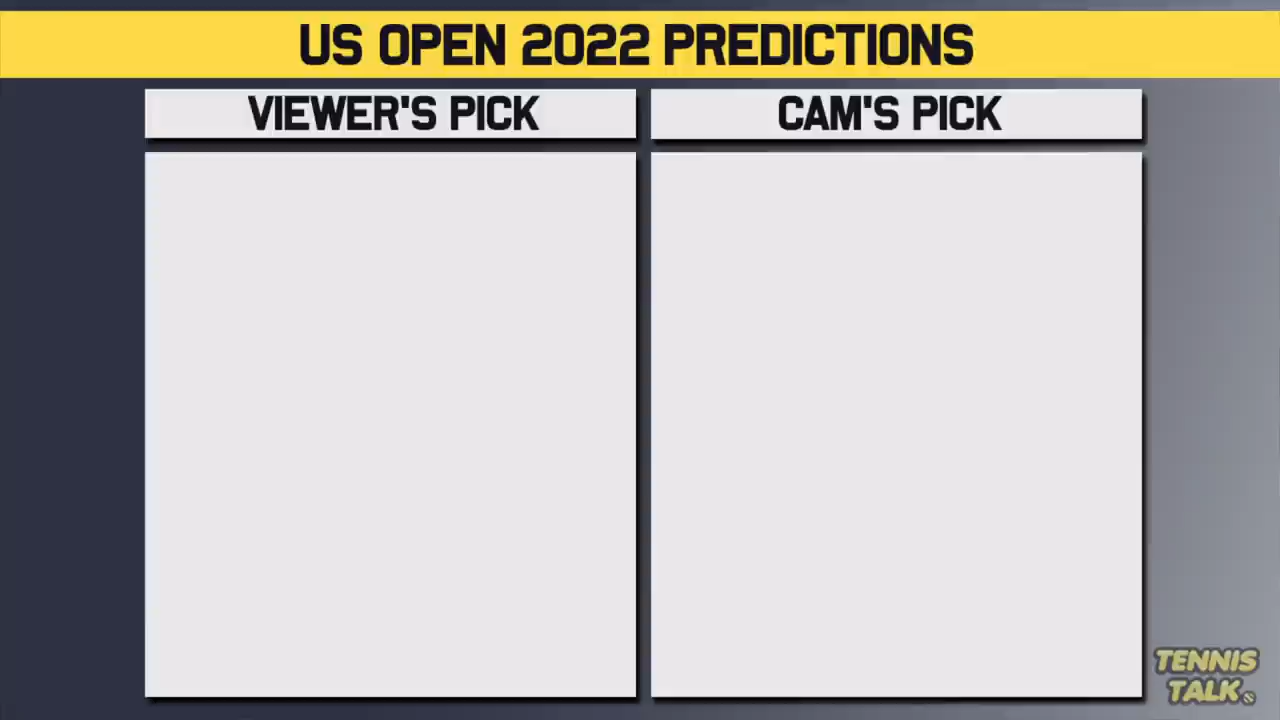 US OPEN 2022 PREDICTIONS
VIEWER'S PICK
CAM'S PICK
TENNIS
TALK